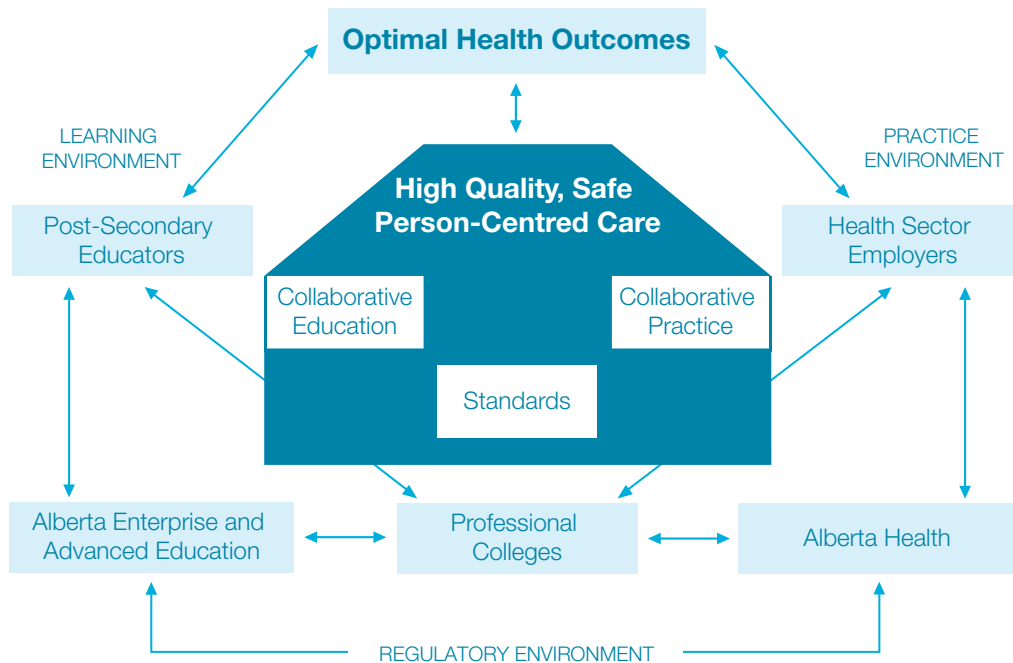 Optimal Health Outcomes
LEARNING
ENVIRONMENT
PRACTICE
ENVIRONMENT
High Quality, Safe
Person-Centred Care
Post-Secondary
Educators
Health Sector
Employers
Collaborative
Education
Collaborative
Practice
Standards
Alberta Enterprise and
Advanced Education
Professional
Colleges
Alberta Health
REGULATORY ENVIRONMENT